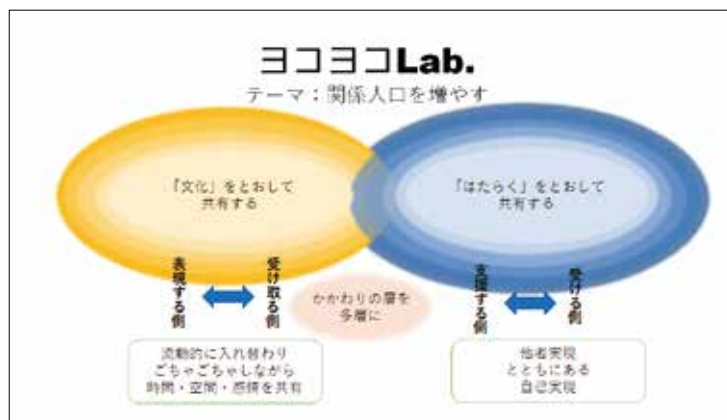 ヨコヨコLab.
テーマ：関係人口を増やす
「文化」をとおして
共有する
「はたらく」をとおして
共有する
表現する側
受け取る側
かかわりの層を
多層に
支援する側
受ける側
流動的に入れ替わり
ごちゃごちゃしながら
時間・空間・感情を共有
他者実現
とともにある
自己実現